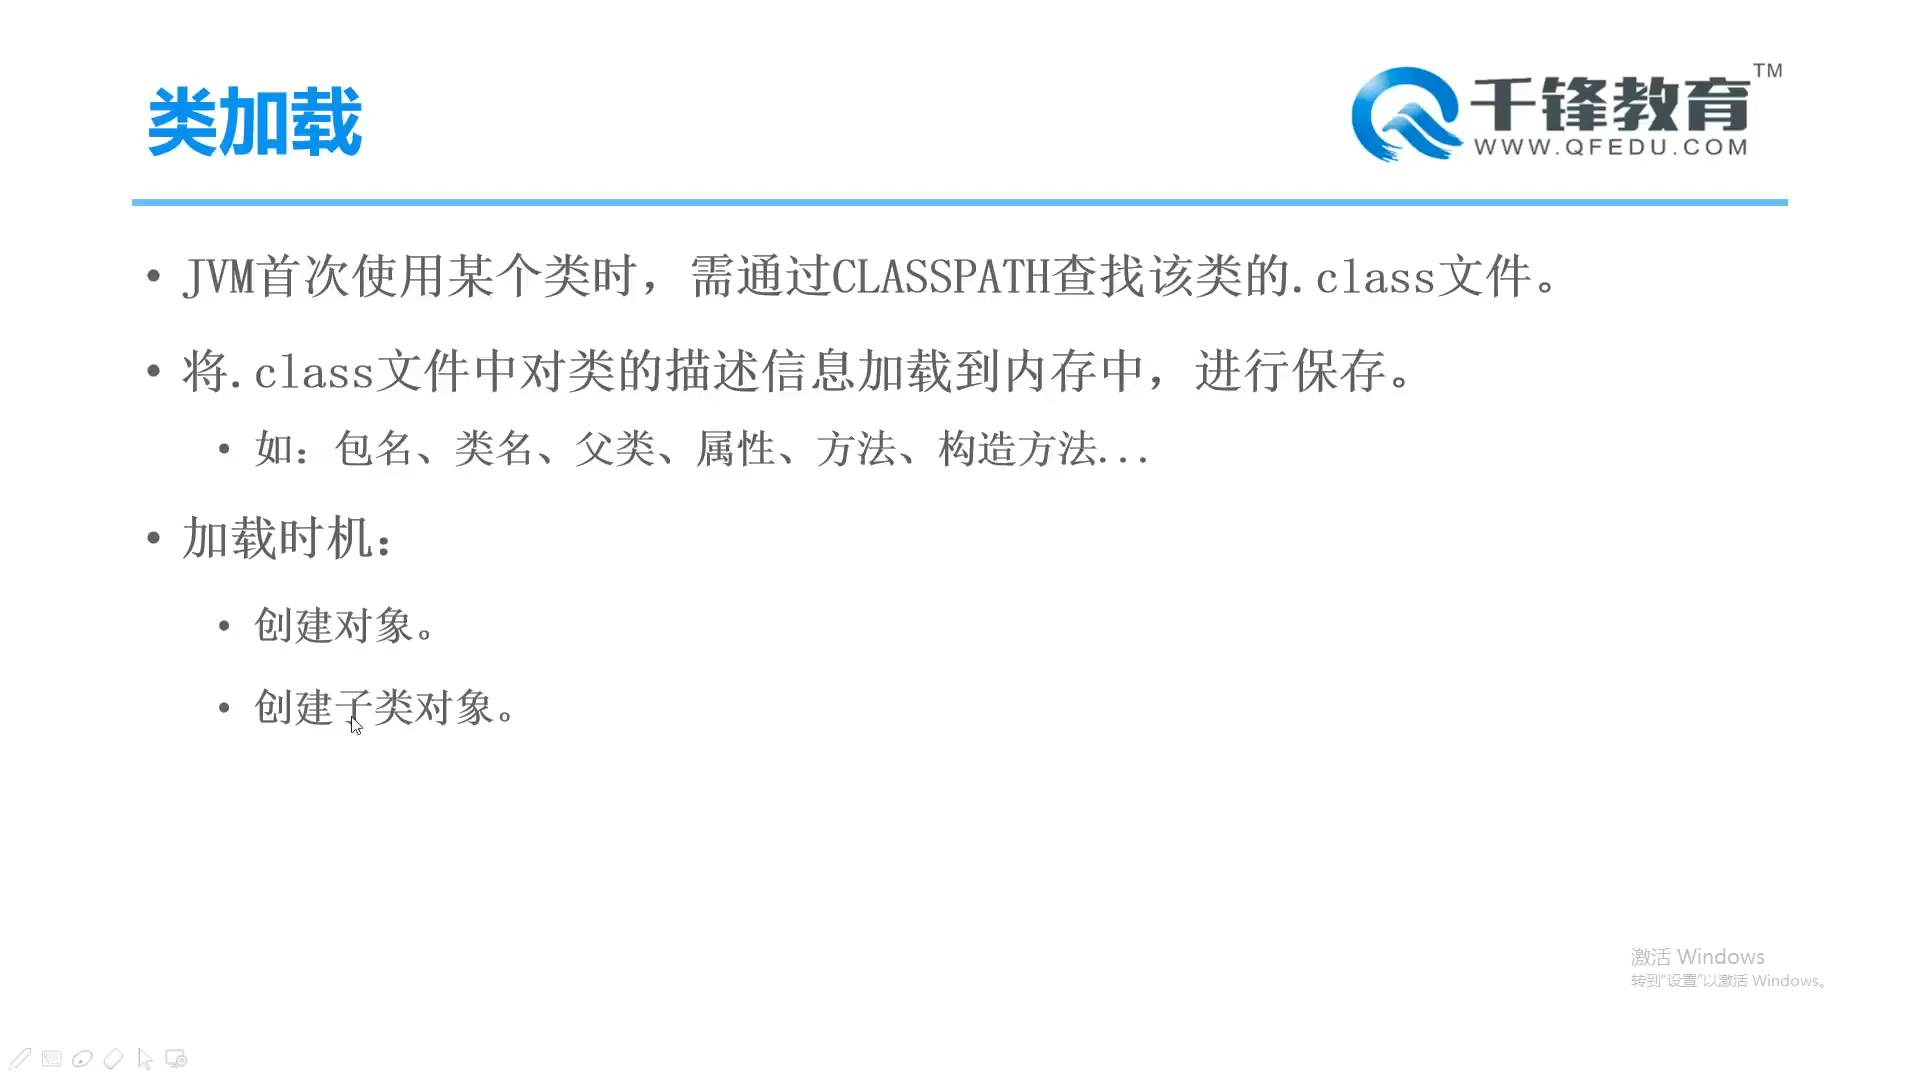 类加载
千锋教育TM
WWW.QFEDU.COM
• JVM首次使用某个类时，需通过CLASSPATH查找该类的.class文件。
• 将.class文件中对类的描述信息加载到内存中，进行保存。
• 如：包名、类名、父类、属性、方法、构造方法...
• 加载时机：
• 创建对象。
• 创建子类对象。
激活 Windows
转到“设置”以激活 Windows。